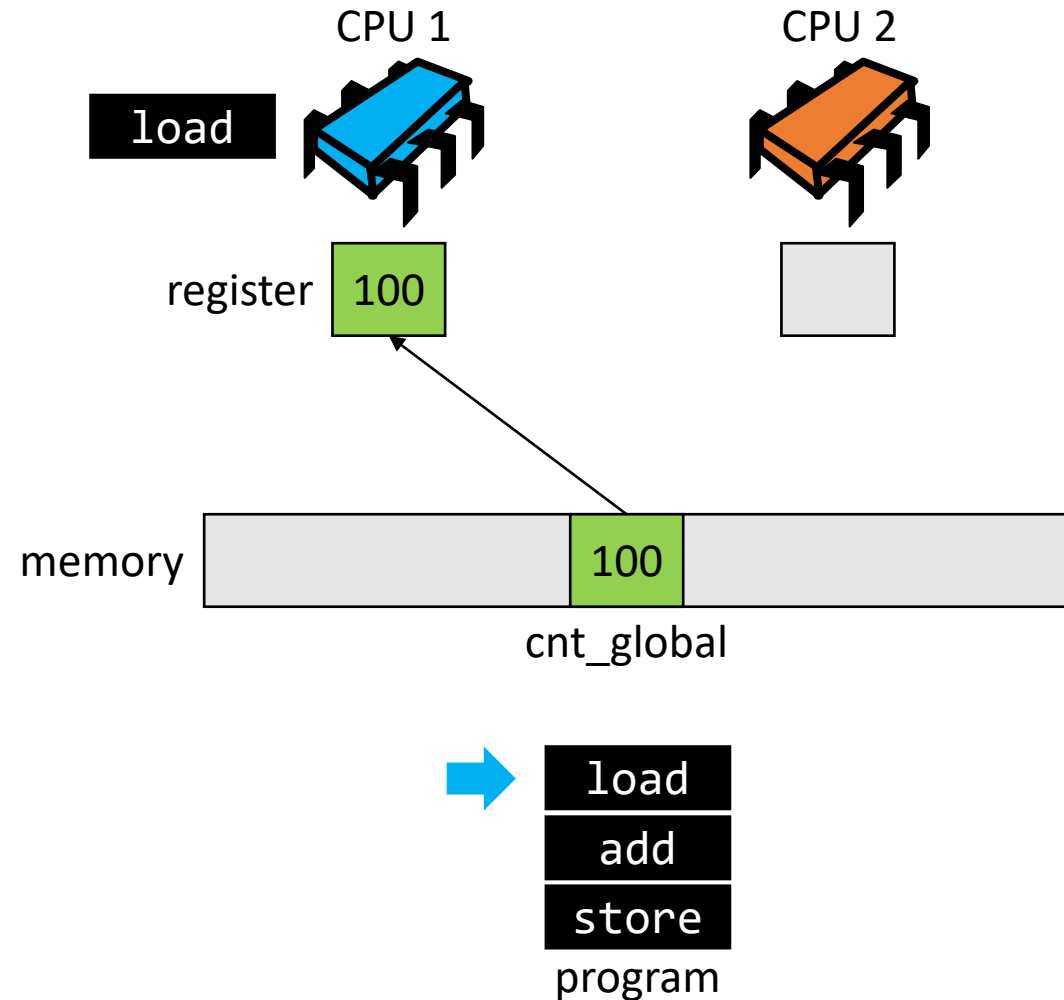 CPU 1
CPU 2
load
register
100
memory
100
cnt_global
load
add
store
program